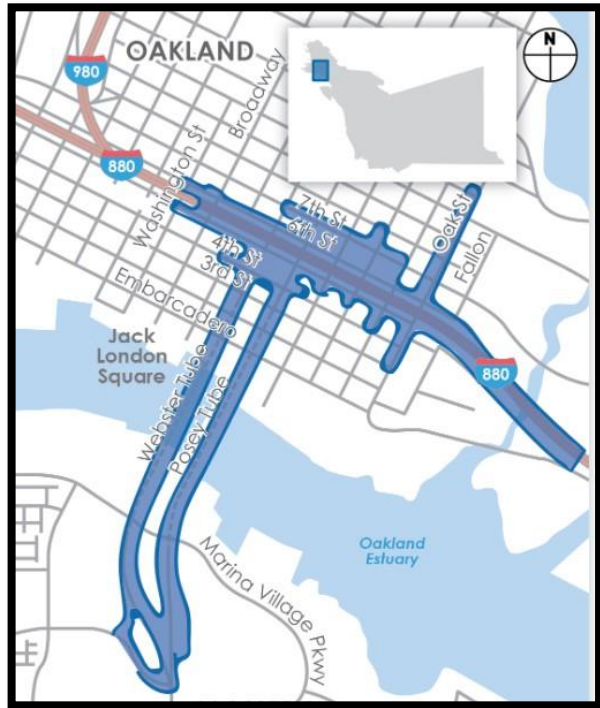 OAKLAND
N
980
Broadway
880
Washington St
7th St
6th St
Oak St
Fallon
4th St
3rd St
Embarcadero
Jack
London
Square
880
Webster Tube
Posey Tube
Oakland
Estuary
Marina Village Pkwy